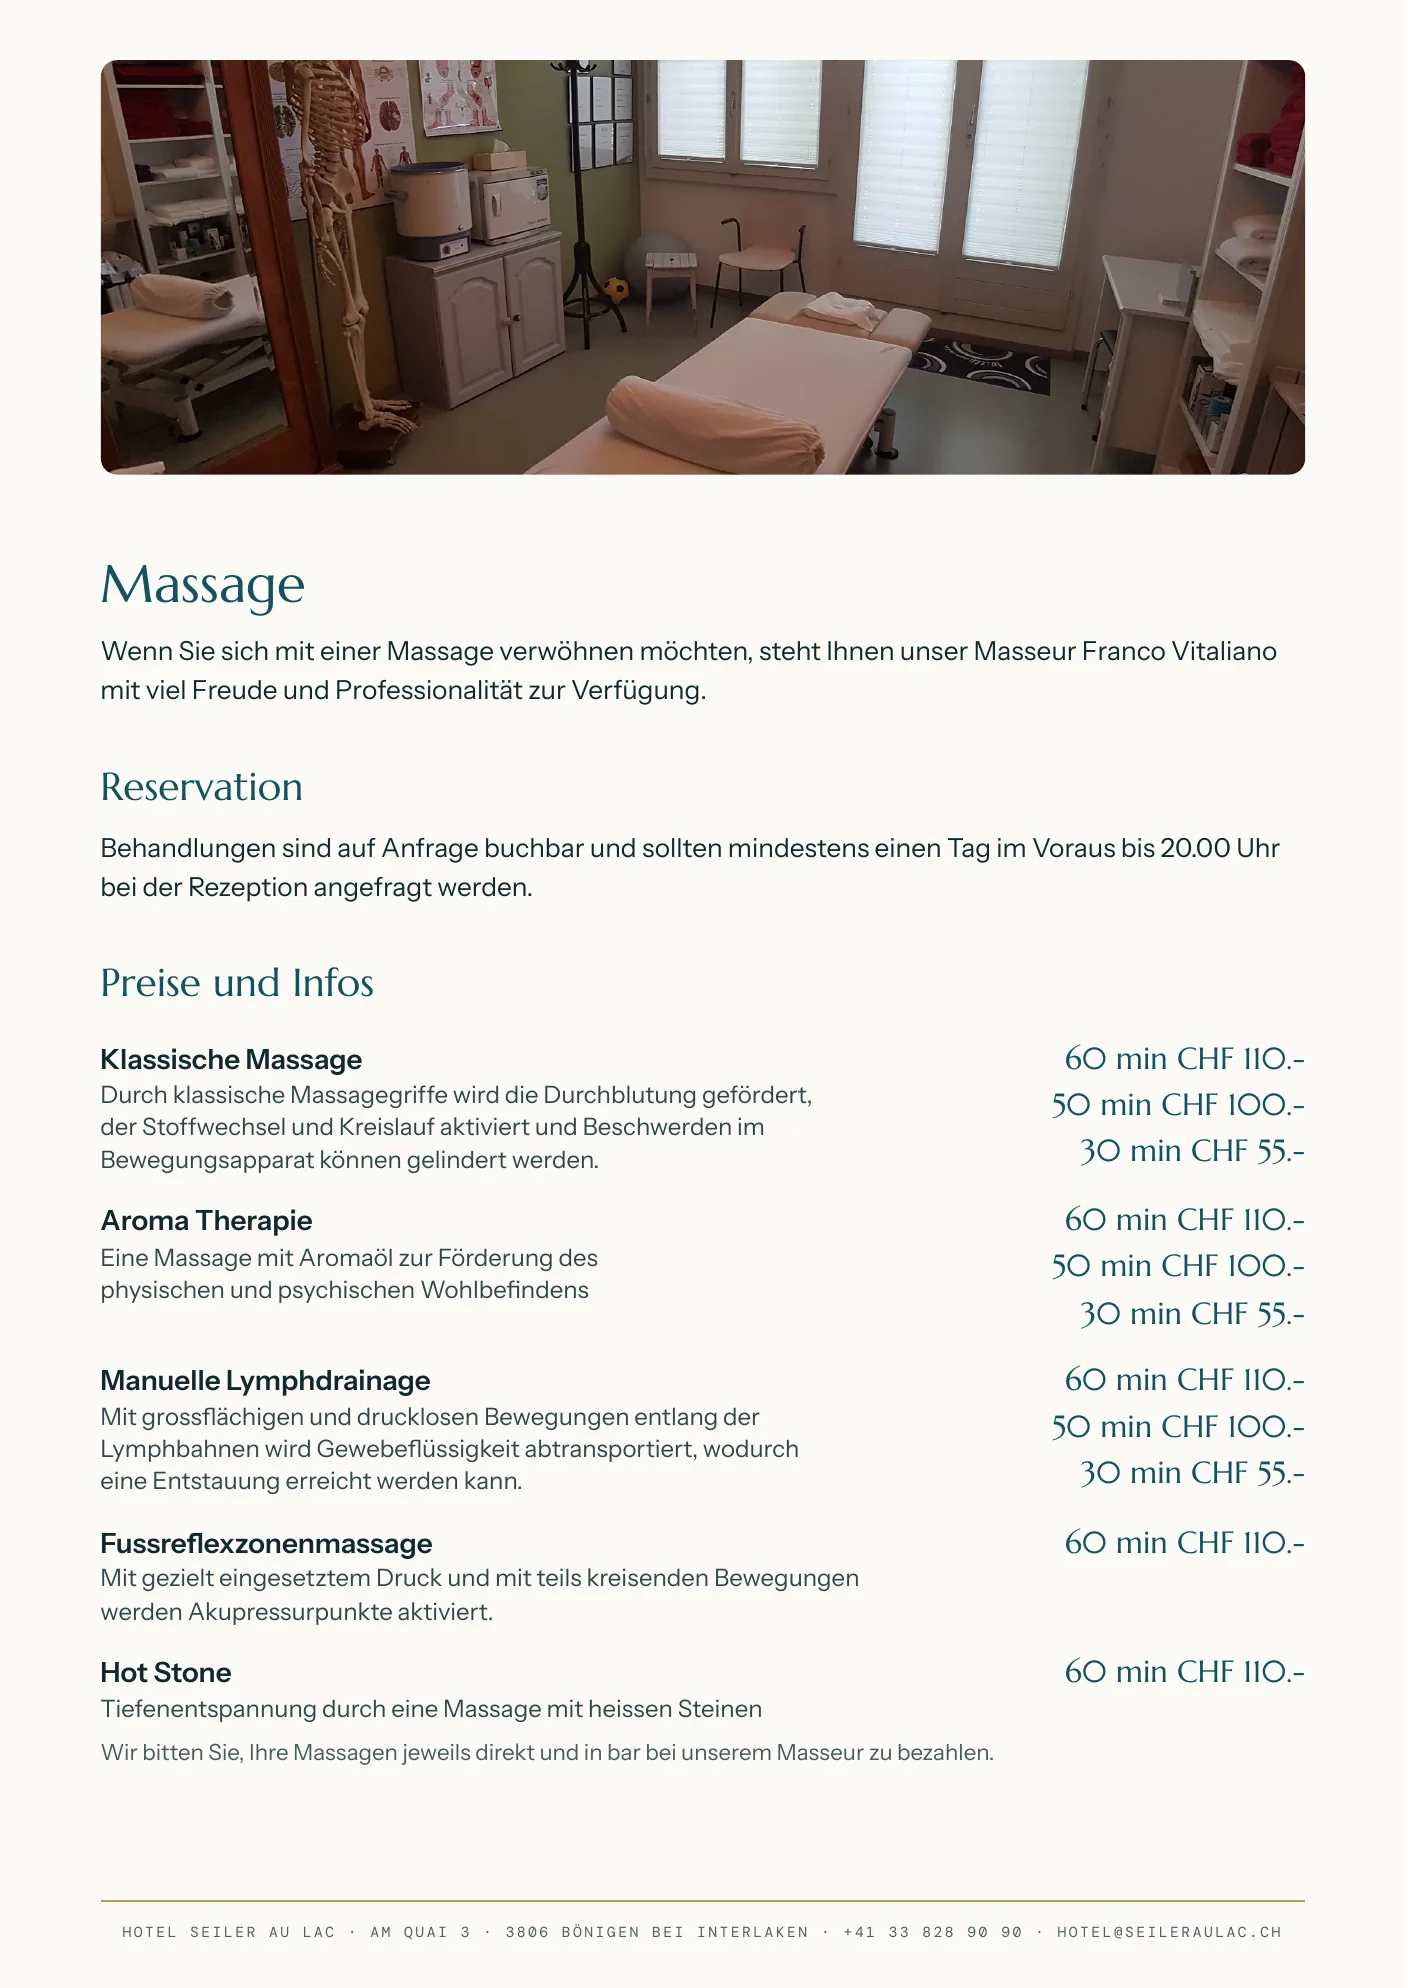 Massage
Wenn Sie sich mit einer Massage verwöhnen möchten, steht Ihnen unser Masseur Franco Vitaliano
mit viel Freude und Professionalität zur Verfügung.
Reservation
Behandlungen sind auf Anfrage buchbar und sollten mindestens einen Tag im Voraus bis 20.00 Uhr
bei der Rezeption angefragt werden.
Preise und Infos
Klassische Massage
Durch klassische Massagegriffe wird die Durchblutung gefördert,
der Stoffwechsel und Kreislauf aktiviert und Beschwerden im
Bewegungsapparat können gelindert werden.
60 min CHF 110.-
50 min CHF 100.-
30 min CHF 55.-
Aroma Therapie
Eine Massage mit Aromaöl zur Förderung des
physischen und psychischen Wohlbefindens
60 min CHF 110.-
50 min CHF 100.-
30 min CHF 55.-
Manuelle Lymphdrainage
Mit grossflächigen und drucklosen Bewegungen entlang der
Lymphbahnen wird Gewebeflüssigkeit abtransportiert, wodurch
eine Entstauung erreicht werden kann.
60 min CHF 110.-
50 min CHF 100.-
30 min CHF 55.-
Fussreflexzonenmassage
Mit gezielt eingesetztem Druck und mit teils kreisenden Bewegungen
werden Akupressurpunkte aktiviert.
60 min CHF 110.-
Hot Stone
Tiefenentspannung durch eine Massage mit heissen Steinen
60 min CHF 110.-
Wir bitten Sie, Ihre Massagen jeweils direkt und in bar bei unserem Masseur zu bezahlen.
HOTEL SEILER AU LAC · AM QUAI 3 · 3806 BÖNIGEN BEI INTERLAKEN · +41 33 828 90 90 · HOTEL@SEILERAULAC.CH